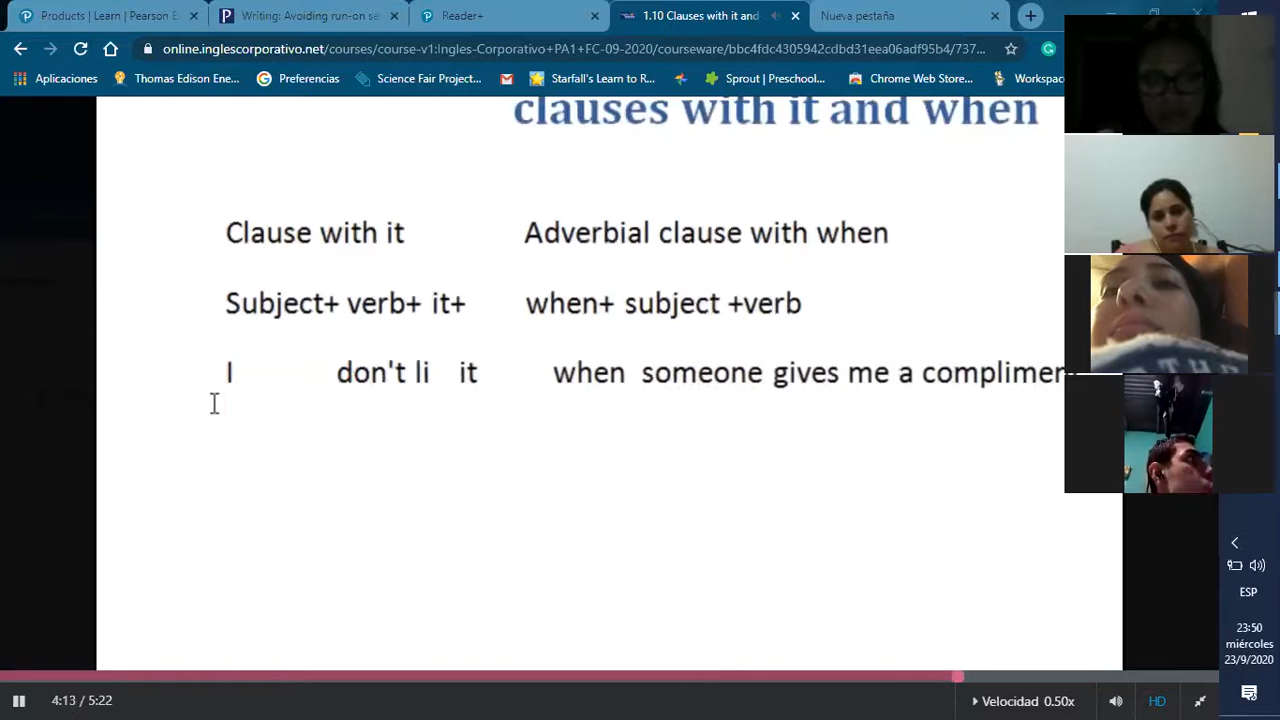 Products | Learn | Pearson E
Writing: Avoiding run-on se
Reader+
1.10 Clauses with it and
Nueva pestaña
online.inglescorporativo.net/courses/course-v1:Ingles-Corporativo+PA1+FC-09-2020/courseware/bbc4fdc4305942cdbd31eea06adf95b4/737...
Aplicaciones
Thomas Edison Ene...
Preferencias
Science Fair Project...
Starfall's Learn to R...
Sprout | Preschool...
Chrome Web Store...
Workspac
clauses with it and when
Clause with it
Adverbial clause with when
Subject+ verb+ it+
when+ subject +verb
I don't li it
when someone gives me a complimen
ESP
23:50
miércoles
23/9/2020
4:13 / 5:22
Velocidad 0.50x
HD